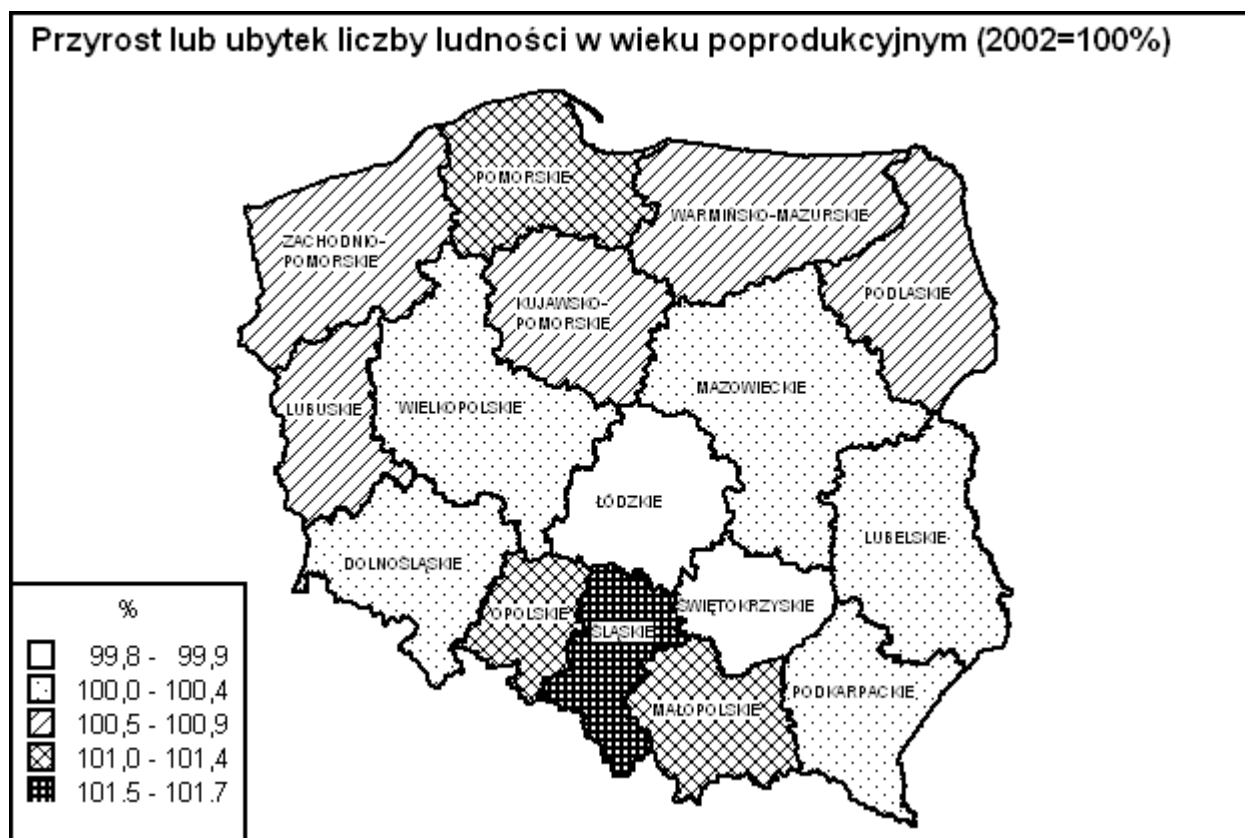 Przyrost lub ubytek liczby ludności w wieku poprodukcyjnym (2002=100%)
POMORSKIE
WARMIŃSKO-MAZURSKIE
ZACHODNIO-
POMORSKIE
PODLASKIE
KUJAWSKO-
POMORSKIE
MAZOWIECKIE
LUBUSKIE
WIELKOPOLSKIE
ŁÓDZKIE
LUBELSKIE
DOLNOŚLĄSKIE
OPOLSKIE
ŚLĄSKIE
ŚWIĘTOKRZYSKIE
PODKARPACKIE
MAŁOPOLSKIE
%
99,8 - 99,9
100,0 - 100,4
100,5 - 100,9
101,0 - 101,4
101.5 - 101.7